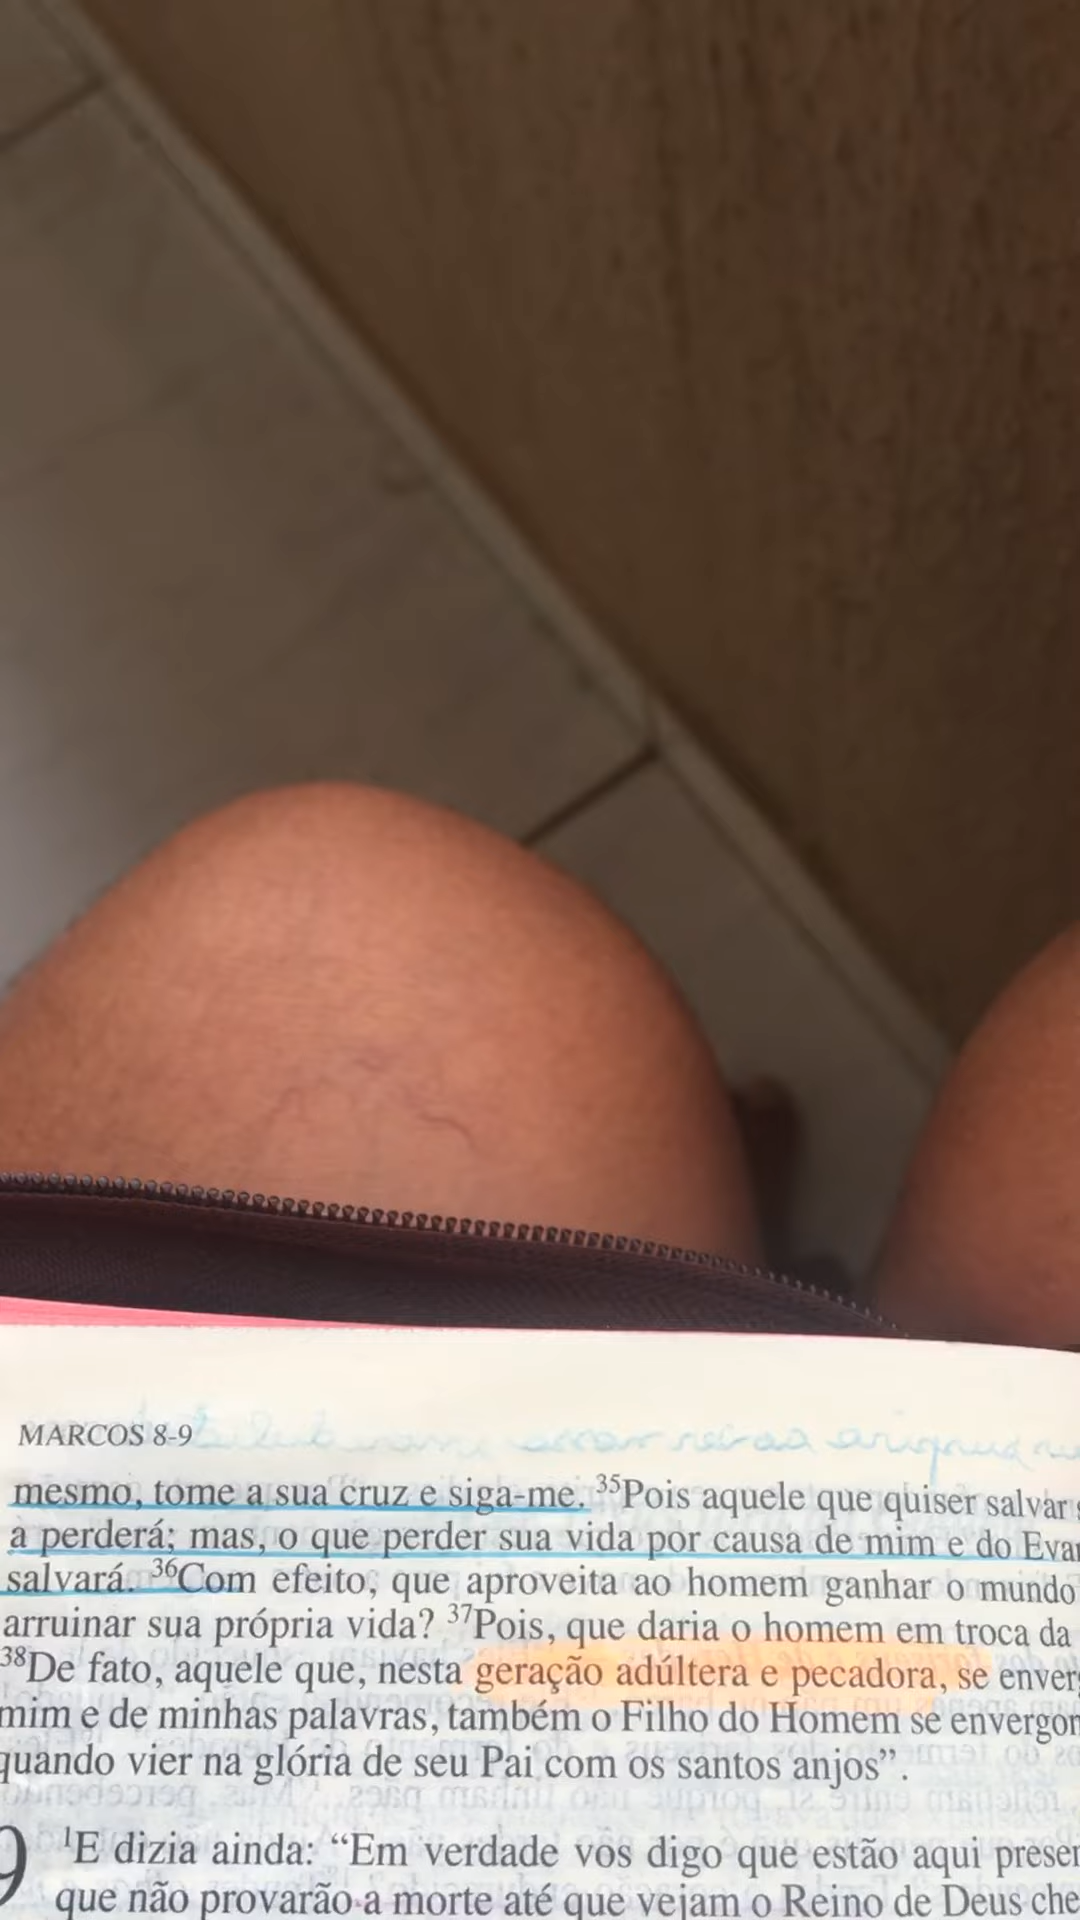 MARCOS 8-9
mesmo, tome a sua cruz e siga-me. ³⁵Pois aquele que quiser salvar
a perderá; mas, o que perder sua vida por causa de mim e do Evan
salvará. ³⁶Com efeito, que aproveita ao homem ganhar o mundo
arruinar sua própria vida? ³⁷Pois, que daria o homem em troca da
³⁸De fato, aquele que, nesta geração adúltera e pecadora, se enverg
mim e de minhas palavras, também o Filho do Homem se envergon
quando vier na glória de seu Pai com os santos anjos”.
9 ¹E dizia ainda: “Em verdade vos digo que estão aqui presen
que não provarão a morte até que vejam o Reino de Deus che